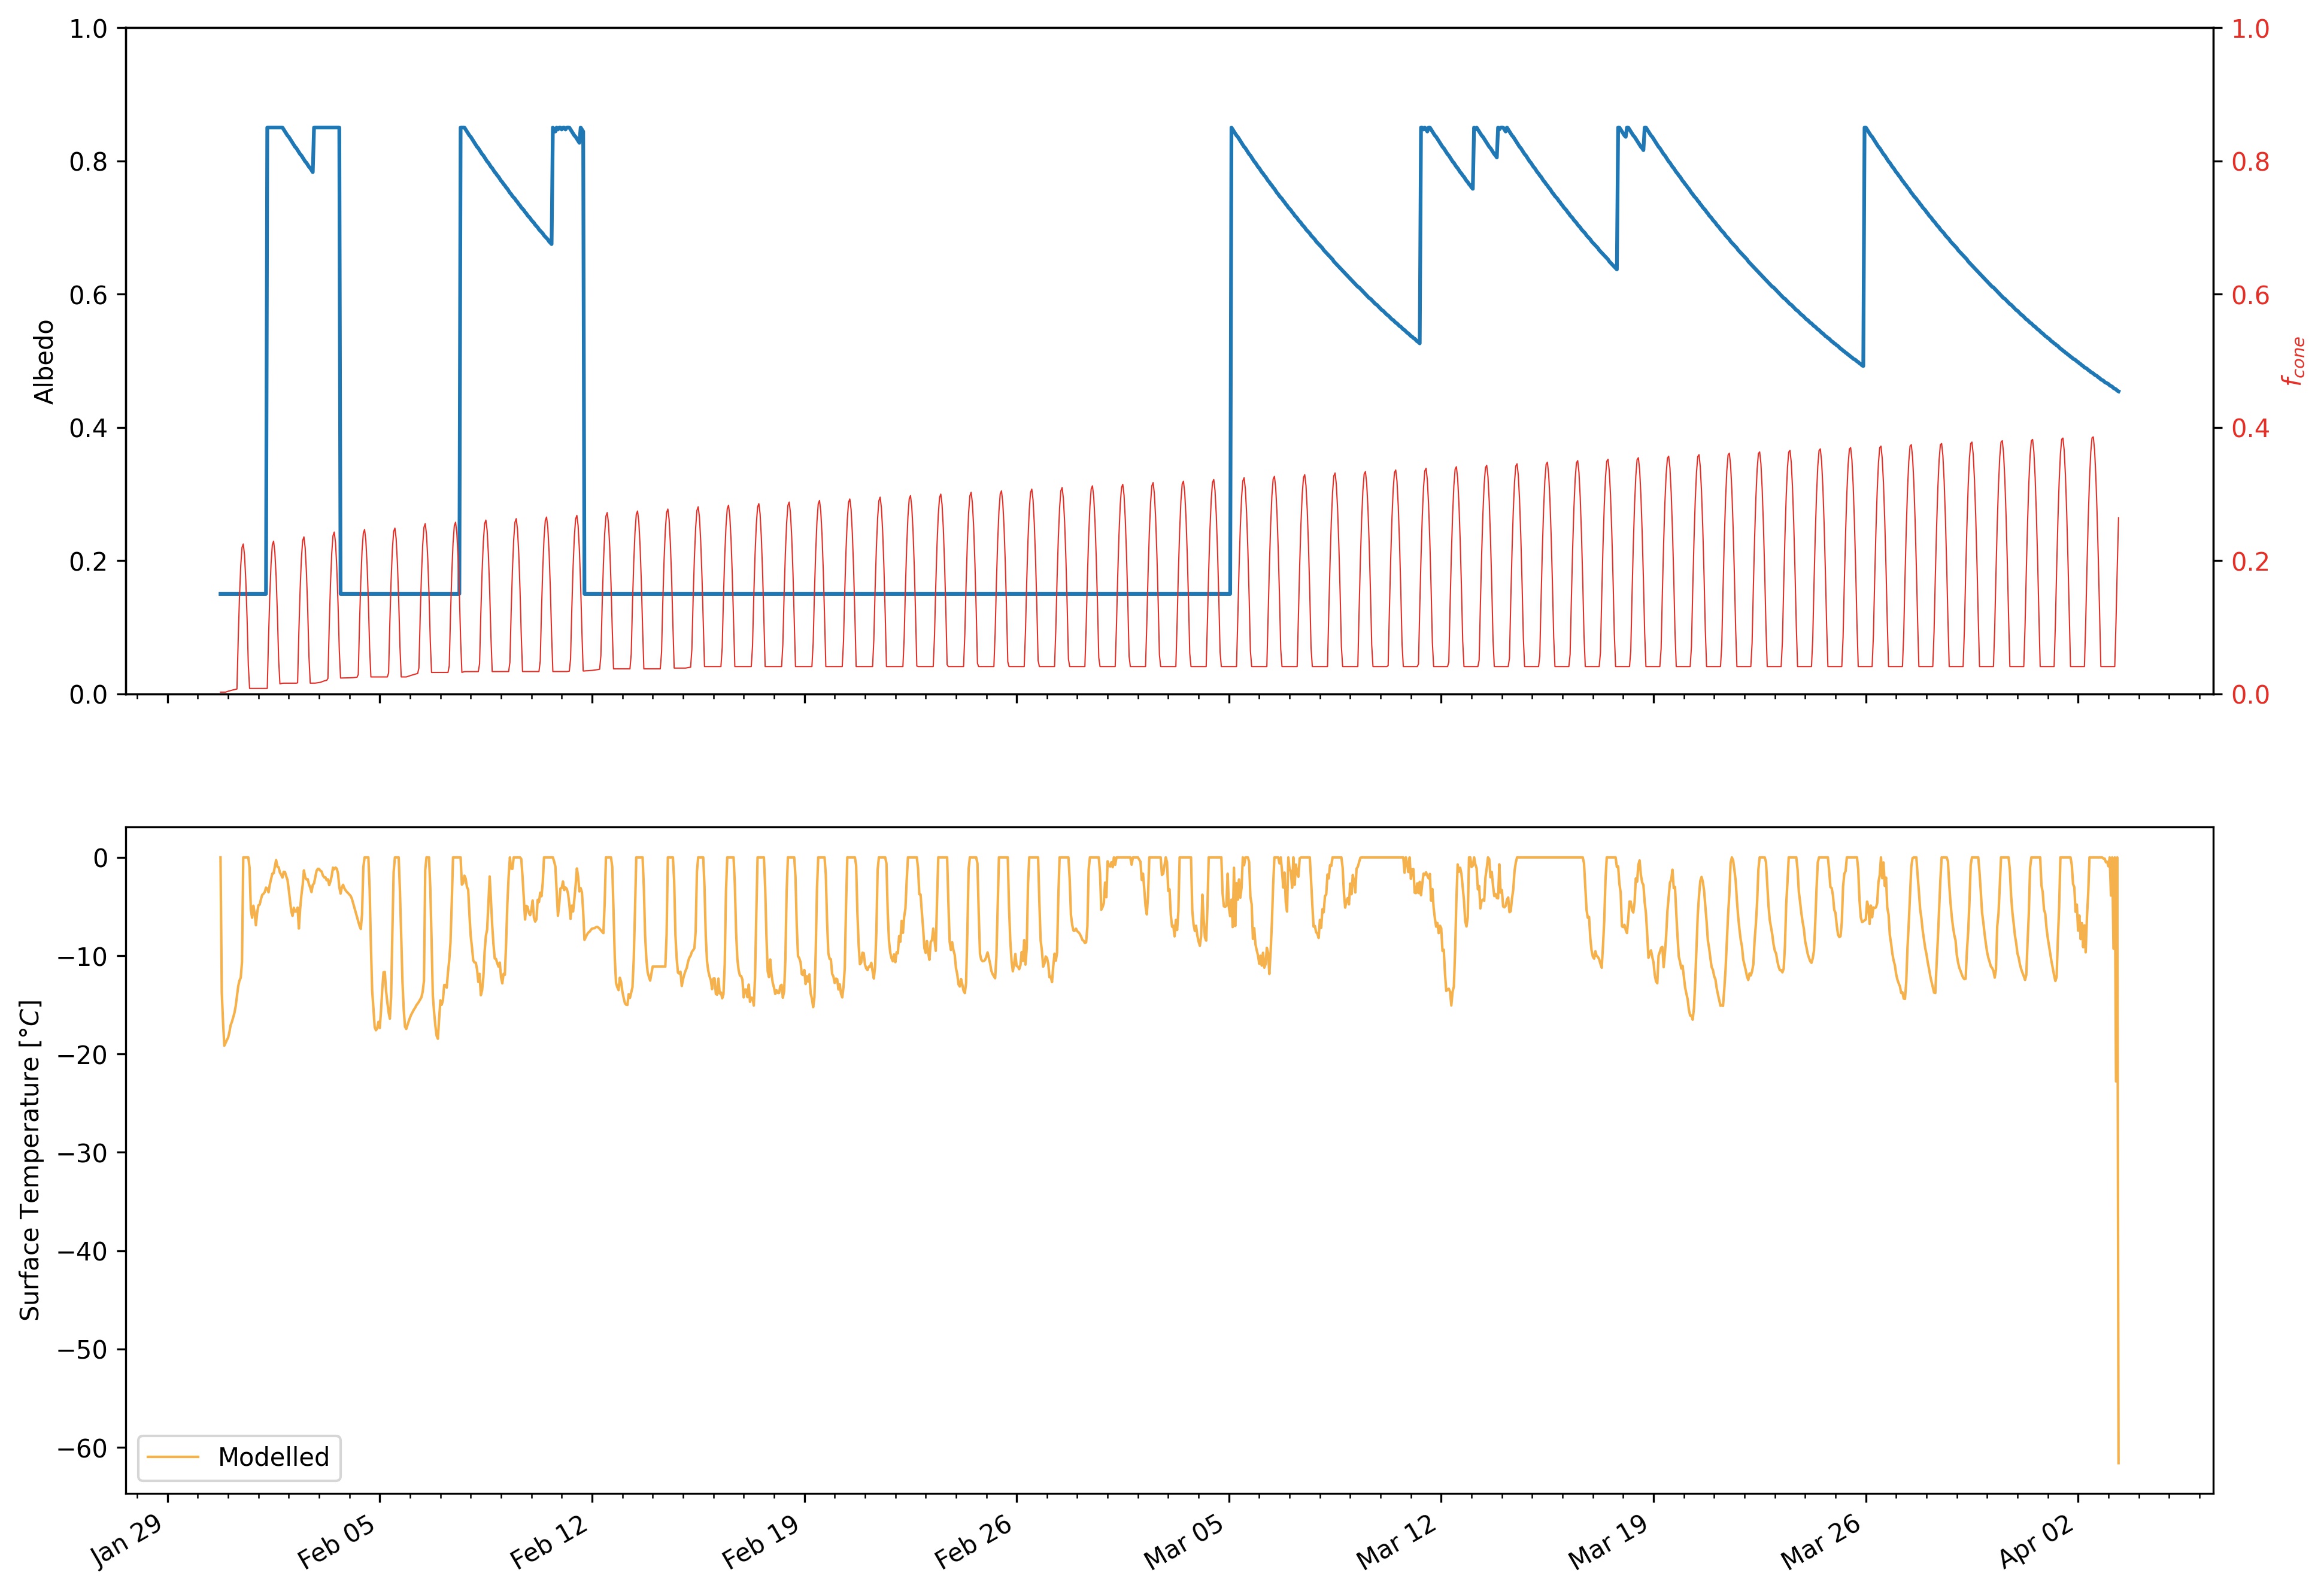 1.0
0.8
0.6
0.4
0.2
0.0
Albedo
1.0
0.8
0.6
0.4
0.2
0.0
f_cone
0
−10
−20
−30
−40
−50
−60
Surface Temperature [°C]
Modelled
Jan 29
Feb 05
Feb 12
Feb 19
Feb 26
Mar 05
Mar 12
Mar 19
Mar 26
Apr 02